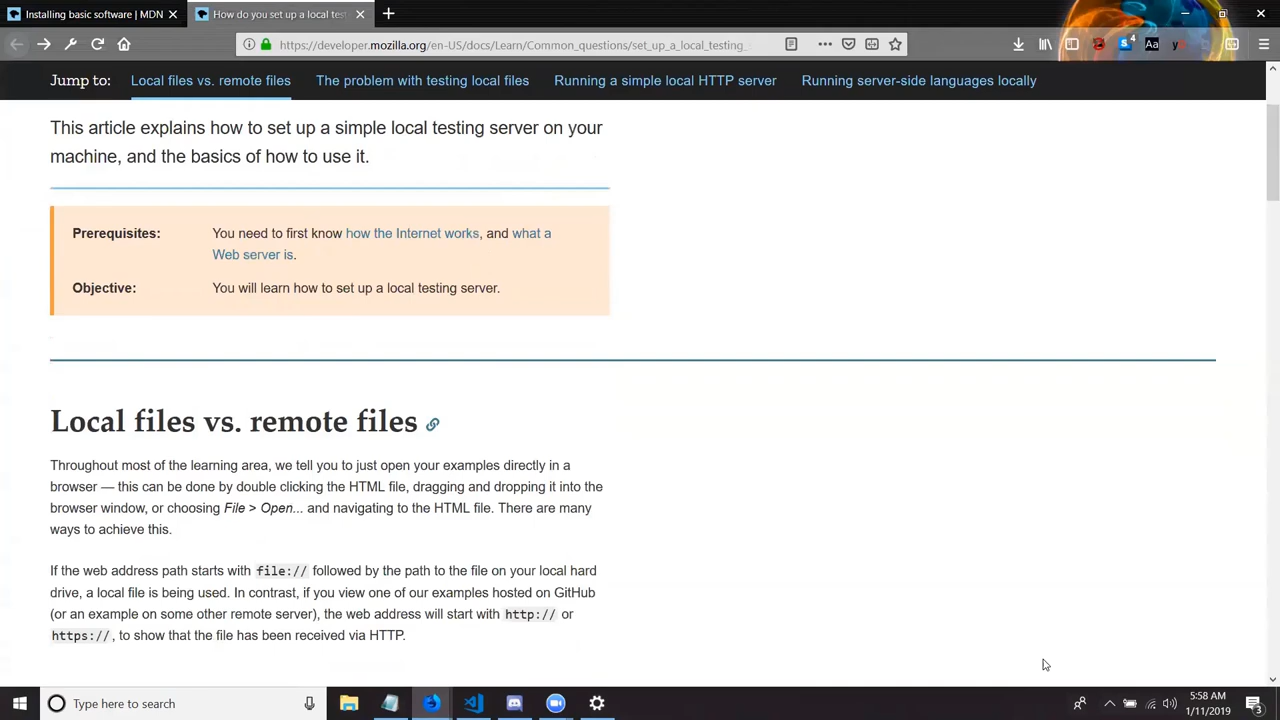 Installing basic software | MDN
How do you set up a local tes
https://developer.mozilla.org/en-US/docs/Learn/Common_questions/set_up_a_local_testing_
4
Aa
Jump to:
Local files vs. remote files
The problem with testing local files
Running a simple local HTTP server
Running server-side languages locally
This article explains how to set up a simple local testing server on your
machine, and the basics of how to use it.
Prerequisites:
You need to first know how the Internet works, and what a
Web server is.
Objective:
You will learn how to set up a local testing server.
Local files vs. remote files
Throughout most of the learning area, we tell you to just open your examples directly in a
browser — this can be done by double clicking the HTML file, dragging and dropping it into the
browser window, or choosing File > Open... and navigating to the HTML file. There are many
ways to achieve this.
If the web address path starts with file:// followed by the path to the file on your local hard
drive, a local file is being used. In contrast, if you view one of our examples hosted on GitHub
(or an example on some other remote server), the web address will start with http:// or
https://, to show that the file has been received via HTTP.
Type here to search
5:58 AM
1/11/2019
3